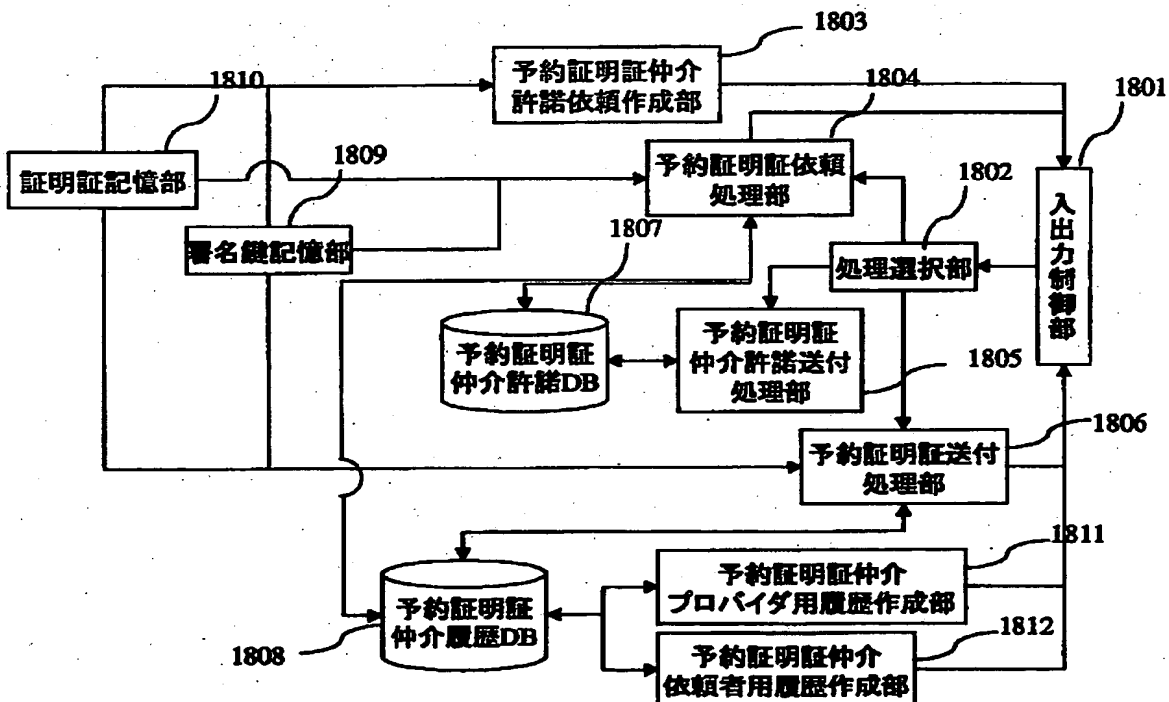 1803
予約証明証仲介
許諾依頼作成部
1810
1804
1801
証明証記憶部
1809
予約証明証依頼
処理部
1802
入出力制御部
署名鍵記憶部
1807
処理選択部
予約証明証
仲介許諾DB
予約証明証
仲介許諾送付
処理部
1805
1806
予約証明証送付
処理部
1811
予約証明証仲介
プロバイダ用履歴作成部
予約証明証
仲介履歴DB
1808
1812
予約証明証仲介
依頼者用履歴作成部